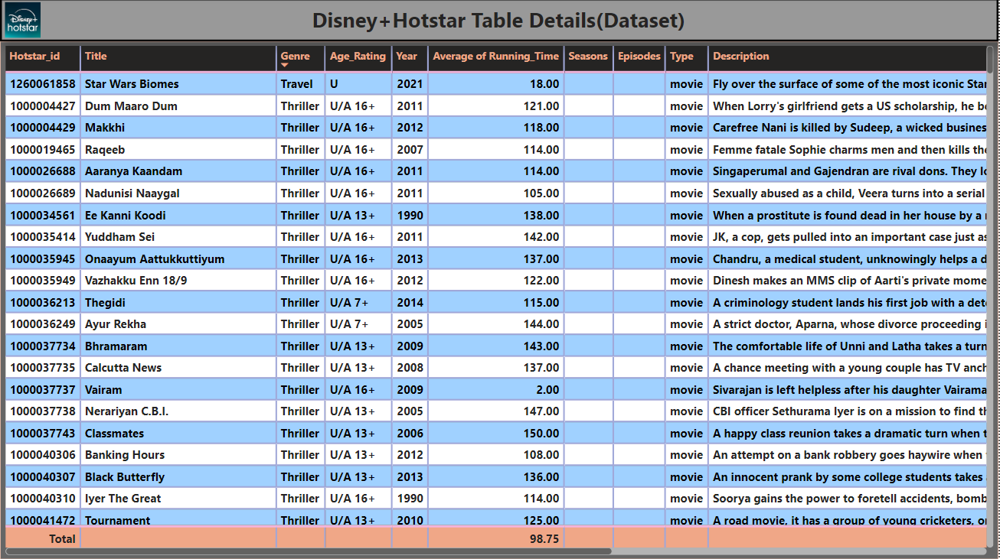 Disney+
hotstar
Disney+Hotstar Table Details(Dataset)
Hotstar_id Title Genre Age_Rating Year Average of Running_Time Seasons Episodes Type Description
1260061858 Star Wars Biomes Travel U 2021 18.00 movie Fly over the surface of some of the most iconic Star
1000004427 Dum Maaro Dum Thriller U/A 16+ 2011 121.00 movie When Lorry's girlfriend gets a US scholarship, he be
1000004429 Makkhi Thriller U/A 16+ 2012 118.00 movie Carefree Nani is killed by Sudeep, a wicked busines
1000019465 Raqeeb Thriller U/A 16+ 2007 114.00 movie Femme fatale Sophie charms men and then kills the
1000026688 Aaranya Kaandam Thriller U/A 16+ 2011 114.00 movie Singaperumal and Gajendran are rival dons. They lo
1000026689 Nadunisi Naaygal Thriller U/A 16+ 2011 105.00 movie Sexually abused as a child, Veera turns into a serial
1000034561 Ee Kanni Koodi Thriller U/A 13+ 1990 138.00 movie When a prostitute is found dead in her house by a
1000035414 Yuddham Sei Thriller U/A 16+ 2011 142.00 movie JK, a cop, gets pulled into an important case just as
1000035945 Onaayum Aattukkuttiyum Thriller U/A 16+ 2013 137.00 movie Chandru, a medical student, unknowingly helps a d
1000035949 Vazhakku Enn 18/9 Thriller U/A 16+ 2012 122.00 movie Dinesh makes an MMS clip of Aarti's private mome
1000036213 Thegidi Thriller U/A 7+ 2014 115.00 movie A criminology student lands his first job with a dete
1000036249 Ayur Rekha Thriller U/A 7+ 2005 144.00 movie A strict doctor, Aparna, whose divorce proceeding i
1000037734 Bhramaram Thriller U/A 13+ 2009 143.00 movie The comfortable life of Unni and Latha takes a turn
1000037735 Calcutta News Thriller U/A 13+ 2008 137.00 movie A chance meeting with a young couple has TV anch
1000037737 Vairam Thriller U/A 16+ 2009 2.00 movie Sivarajan is left helpless after his daughter Vairama
1000037738 Nerariyan C.B.I. Thriller U/A 13+ 2005 147.00 movie CBI officer Sethurama Iyer is on a mission to find th
1000037743 Classmates Thriller U/A 13+ 2006 150.00 movie A happy class reunion takes a dramatic turn when t
1000040306 Banking Hours Thriller U/A 13+ 2012 108.00 movie An attempt on a bank robbery goes haywire when
1000040307 Black Butterfly Thriller U/A 13+ 2013 136.00 movie An innocent prank by some college students takes
1000040310 Iyer The Great Thriller U/A 16+ 1990 114.00 movie Soorya gains the power to foretell accidents, bomb
1000041472 Tournament Thriller U/A 13+ 2010 125.00 movie A road movie, it has a group of young cricketers, on
Total 98.75